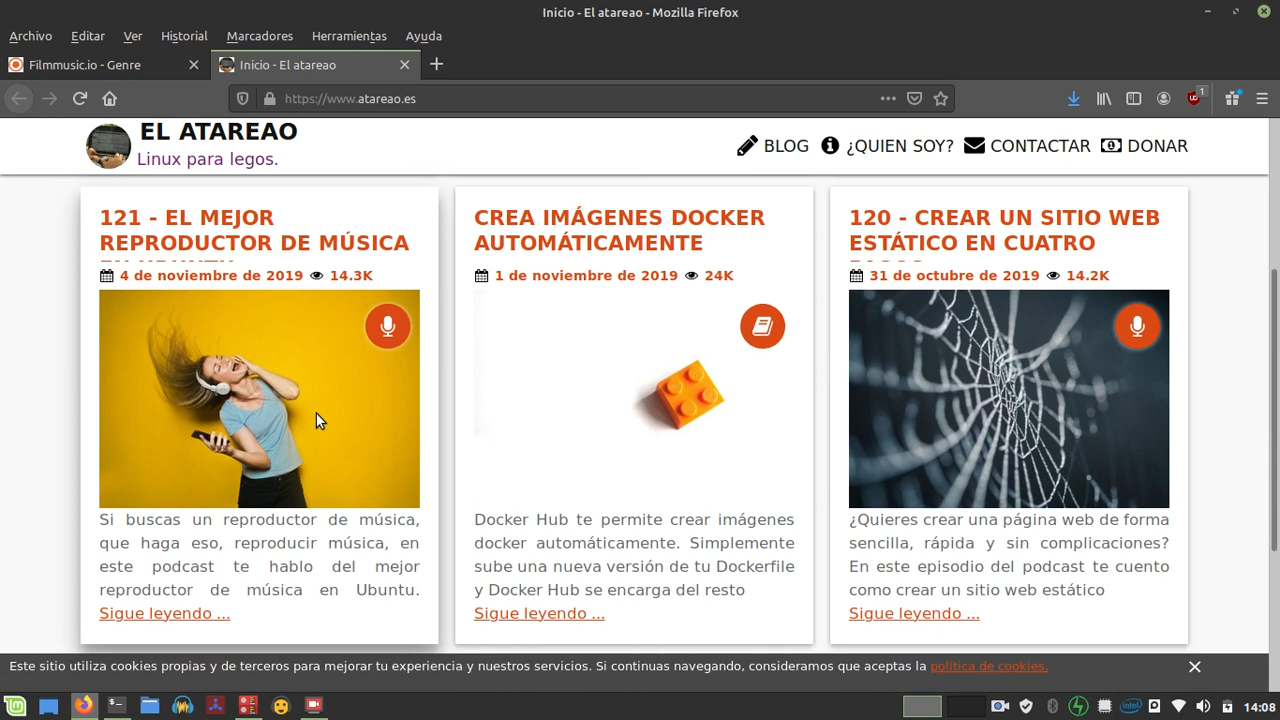 Inicio - El atareao - Mozilla Firefox
Archivo Editar Ver Historial Marcadores Herramientas Ayuda
Filmmusic.io - Genre
Inicio - El atareao
https://www.atareao.es
1
EL ATAREAO
Linux para legos.
BLOG ¿QUIEN SOY? CONTACTAR DONAR
121 - EL MEJOR
REPRODUCTOR DE MÚSICA
4 de noviembre de 2019 14.3K
Si buscas un reproductor de música,
que haga eso, reproducir música, en
este podcast te hablo del mejor
reproductor de música en Ubuntu.
Sigue leyendo ...
CREA IMÁGENES DOCKER
AUTOMÁTICAMENTE
1 de noviembre de 2019 24K
Docker Hub te permite crear imágenes
docker automáticamente. Simplemente
sube una nueva versión de tu Dockerfile
y Docker Hub se encarga del resto
Sigue leyendo ...
120 - CREAR UN SITIO WEB
ESTÁTICO EN CUATRO
31 de octubre de 2019 14.2K
¿Quieres crear una página web de forma
sencilla, rápida y sin complicaciones?
En este episodio del podcast te cuento
como crear un sitio web estático
Sigue leyendo ...
Este sitio utiliza cookies propias y de terceros para mejorar tu experiencia y nuestros servicios. Si continuas navegando, consideramos que aceptas la política de cookies.
14:08